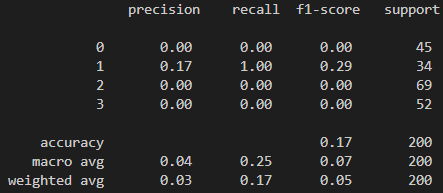 precision recall f1-score support
0 0.00 0.00 0.00 45
1 0.17 1.00 0.29 34
2 0.00 0.00 0.00 69
3 0.00 0.00 0.00 52
accuracy 0.17 200
macro avg 0.04 0.25 0.07 200
weighted avg 0.03 0.17 0.05 200